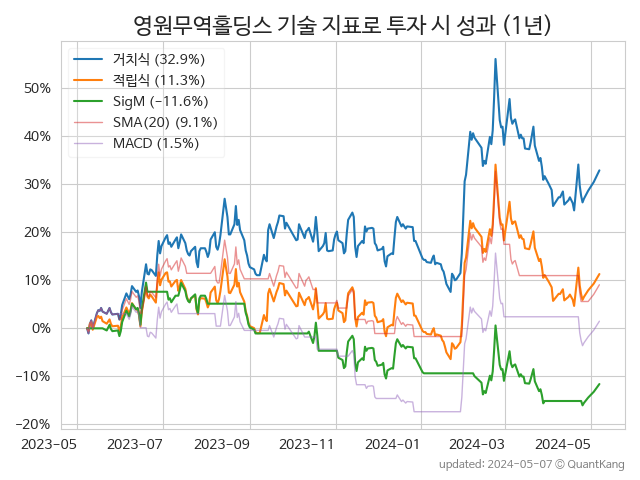 영원무역홀딩스 기술 지표로 투자 시 성과 (1년)
거치식 (32.9%)
적립식 (11.3%)
SigM (−11.6%)
SMA(20) (9.1%)
MACD (1.5%)
50%
40%
30%
20%
10%
0%
−10%
−20%
2023−05 2023−07 2023−09 2023−11 2024−01 2024−03 2024−05
updated: 2024−05−07 ⓒ QuantKang